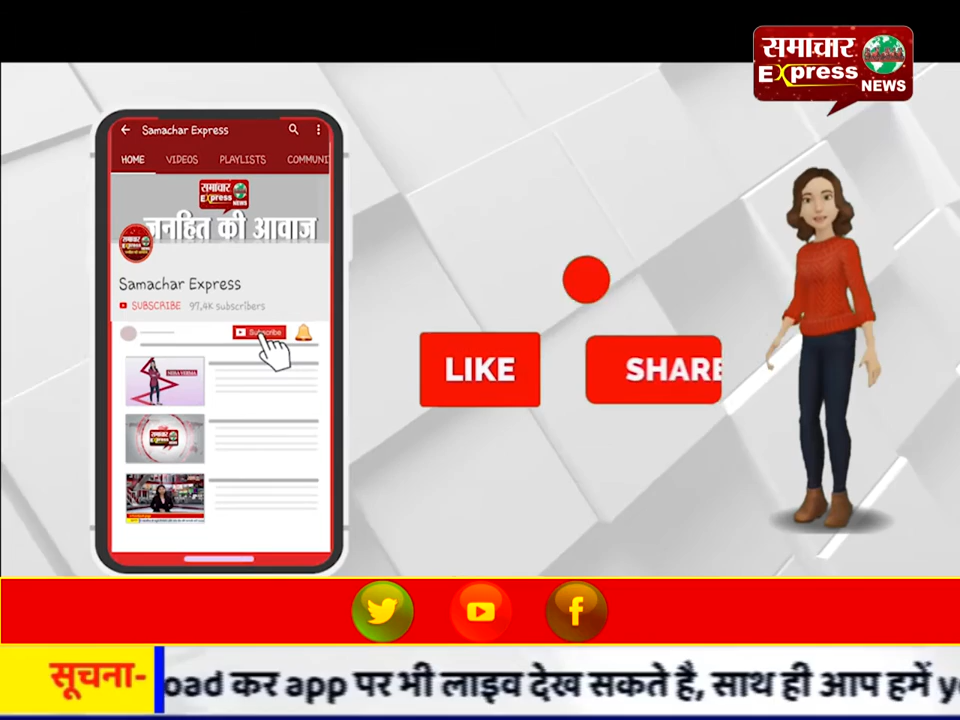 समाचार
Express
NEWS
Samachar Express
HOME VIDEOS PLAYLISTS COMMUNI
समाचार
Express
NEWS
जनहित की आवाज
Samachar Express
SUBSCRIBE 97.4K subscribers
Subscribe
LIKE
SHARE
सूचना-
oad कर app पर भी लाइव देख सकते है, साथ ही आप हमें y